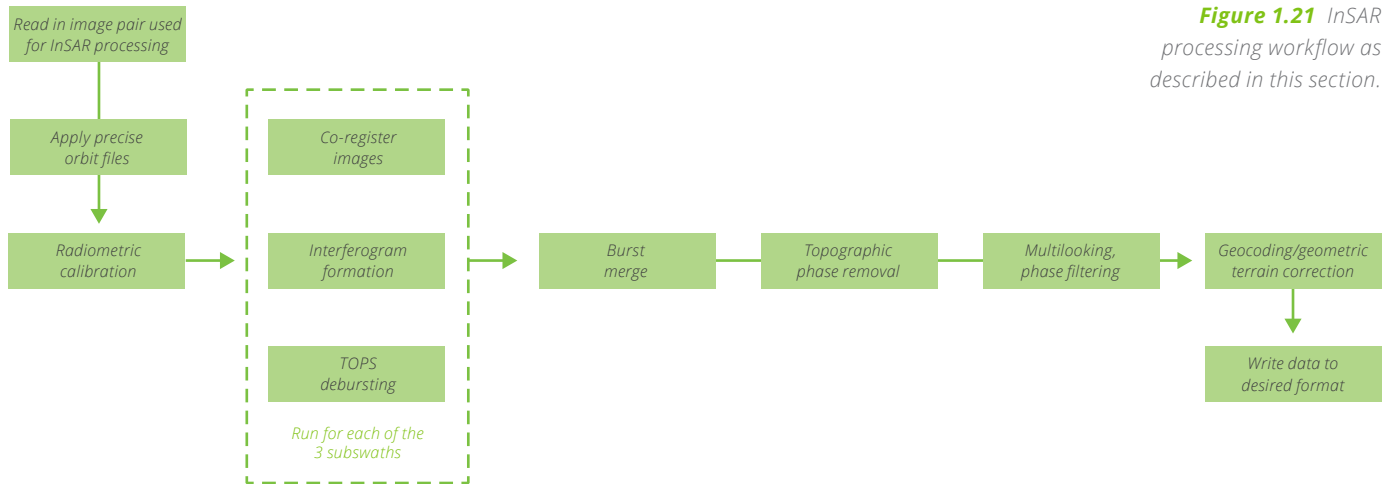 Read in image pair used
for InSAR processing
Apply precise
orbit files
Radiometric
calibration
Co-register
images
Interferogram
formation
TOPS
debursting
Run for each of the
3 subswaths
Burst
merge
Topographic
phase removal
Multilooking,
phase filtering
Geocoding/geometric
terrain correction
Write data to
desired format
Figure 1.21 InSAR
processing workflow as
described in this section.